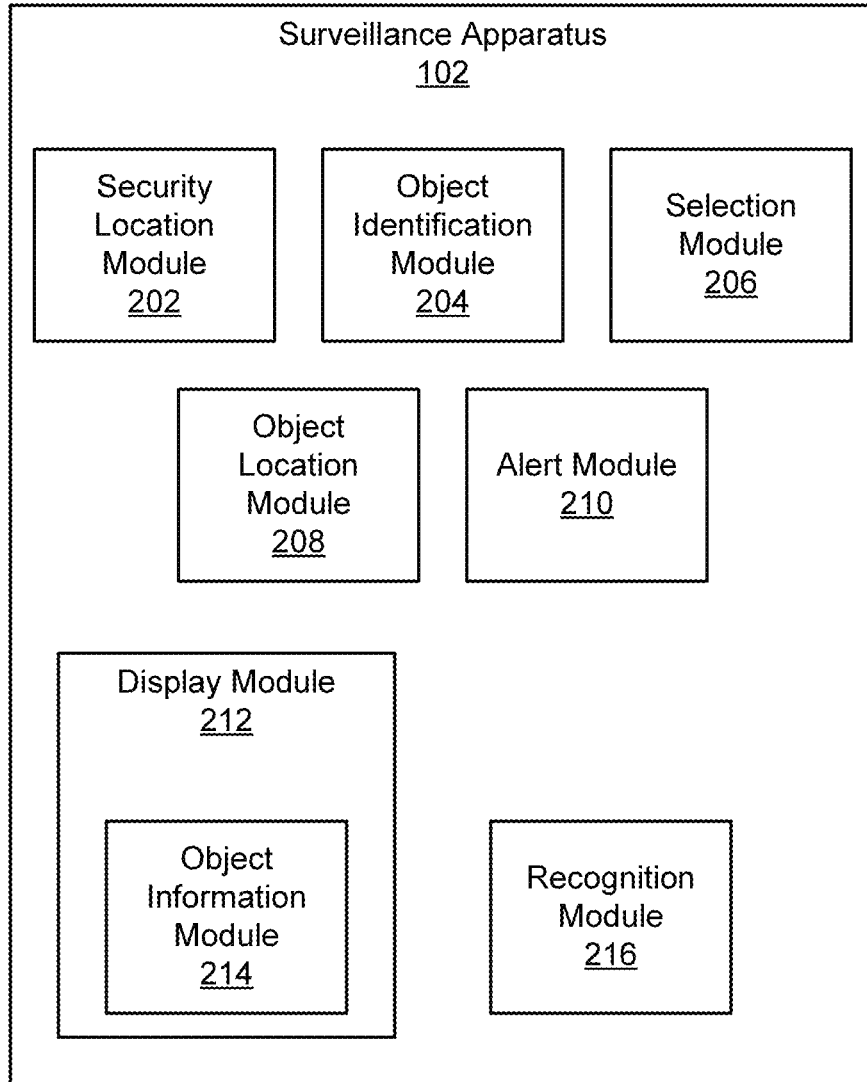 Surveillance Apparatus
102
Security
Location
Module
202
Object
Identification
Module
204
Selection
Module
206
Object
Location
Module
208
Alert Module
210
Display Module
212
Object
Information
Module
214
Recognition
Module
216